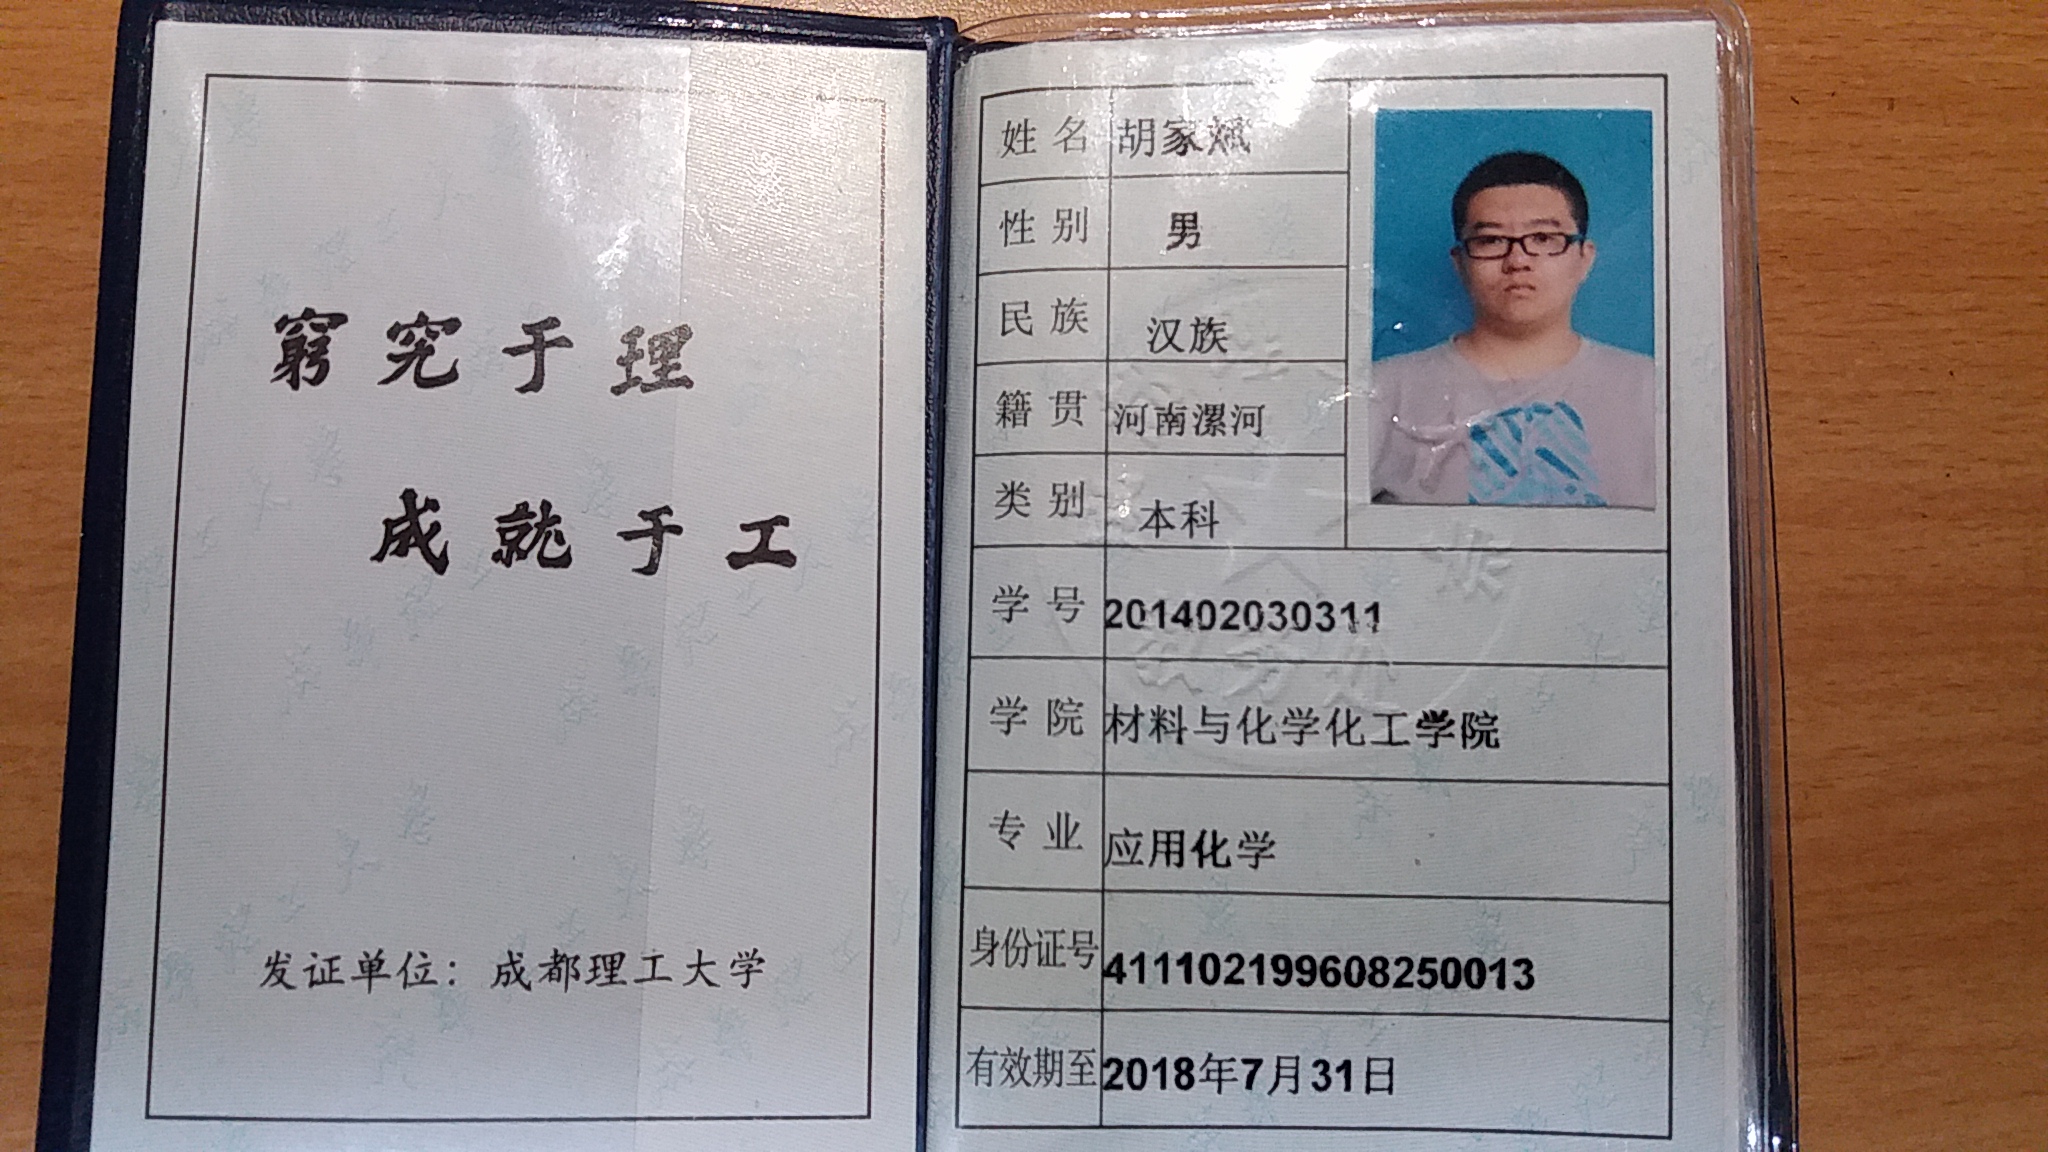 窮究于理
成就于工
发证单位：成都理工大学
姓名 胡家斌
性别 男
民族 汉族
籍贯 河南漯河
类别 本科
学号 201402030311
学院 材料与化学化工学院
专业 应用化学
身份证号 411102199608250013
有效期至 2018年7月31日